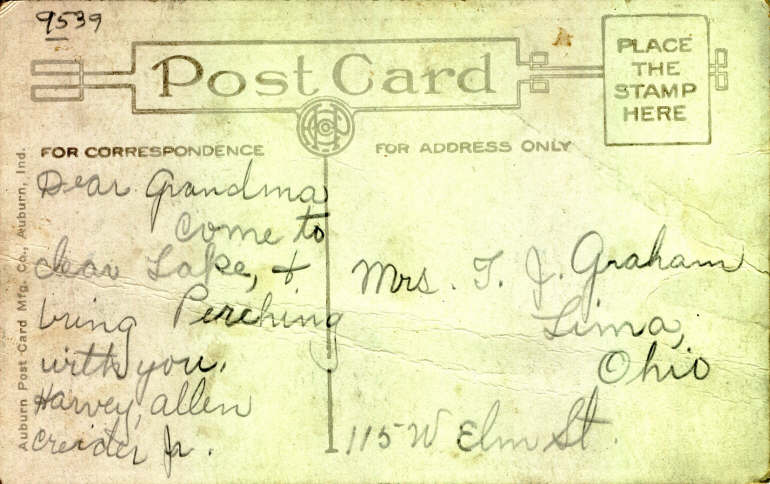 9539
Post Card
PLACE
THE
STAMP
HERE
FOR CORRESPONDENCE
FOR ADDRESS ONLY
Auburn Post Card Mfg. Co., Auburn, Ind.
Dear Grandma
Come to
clear Lake, +
bring Perching
with you.
Harvey, allen
Creider Jr.
Mrs. T. J. Graham
Lima,
Ohio
115 W Elm St.